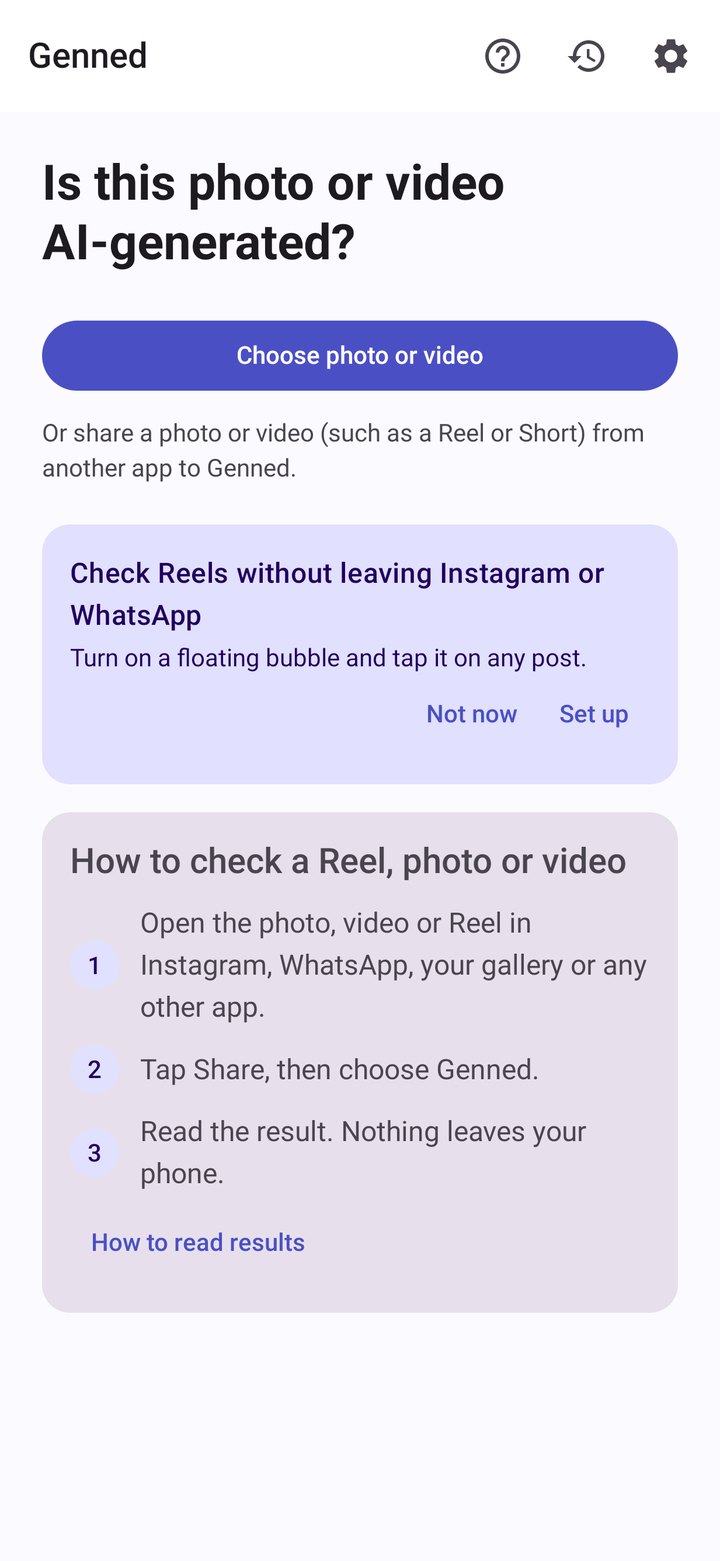 Genned
Is this photo or video
AI-generated?
Choose photo or video
Or share a photo or video (such as a Reel or Short) from
another app to Genned.
Check Reels without leaving Instagram or
WhatsApp
Turn on a floating bubble and tap it on any post.
Not now
Set up
How to check a Reel, photo or video
1
Open the photo, video or Reel in
Instagram, WhatsApp, your gallery or any
other app.
2
Tap Share, then choose Genned.
3
Read the result. Nothing leaves your
phone.
How to read results